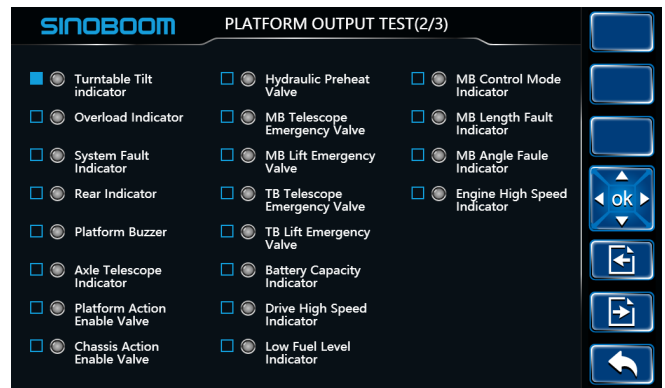 SINOBOOM
PLATFORM OUTPUT TEST(2/3)
Turntable Tilt
indicator
Overload Indicator
System Fault
Indicator
Rear Indicator
Platform Buzzer
Axle Telescope
Indicator
Platform Action
Enable Valve
Chassis Action
Enable Valve
Hydraulic Preheat
Valve
MB Telescope
Emergency Valve
MB Lift Emergency
Valve
TB Telescope
Emergency Valve
TB Lift Emergency
Valve
Battery Capacity
Indicator
Drive High Speed
Indicator
Low Fuel Level
Indicator
MB Control Mode
Indicator
MB Length Fault
Indicator
MB Angle Faule
Indicator
Engine High Speed
Indicator
ok